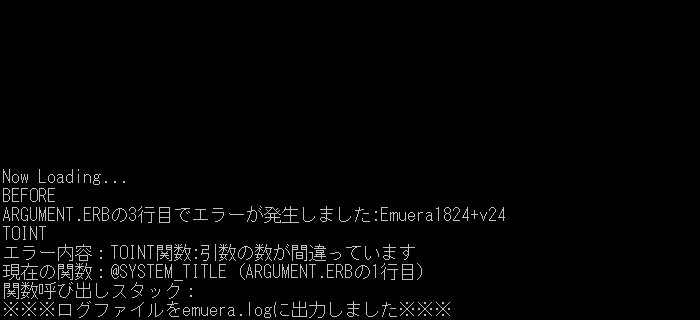 Now Loading...
BEFORE
ARGUMENT.ERBの3行目でエラーが発生しました:Emuera1824+v24
TOINT
エラー内容：TOINT関数:引数の数が間違っています
現在の関数：@SYSTEM_TITLE（ARGUMENT.ERBの1行目）
関数呼び出しスタック：
※※※ログファイルをemuera.logに出力しました※※※